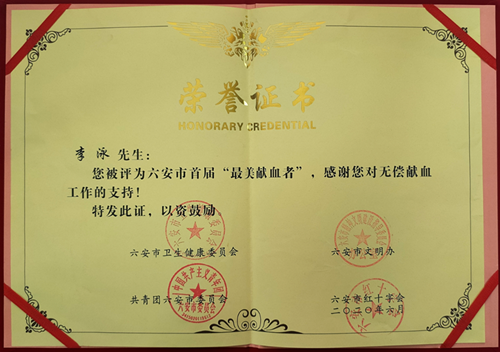 荣誉证书
HONORARY CREDENTIAL
李泳 先生：
您被评为六安市首届“最美献血者”，感谢您对无偿献血
工作的支持！
特发此证，以资鼓励
六安市卫生健康委员会 六安市文明办
共青团六安市委员会 六安市红十字会
二〇二〇年六月